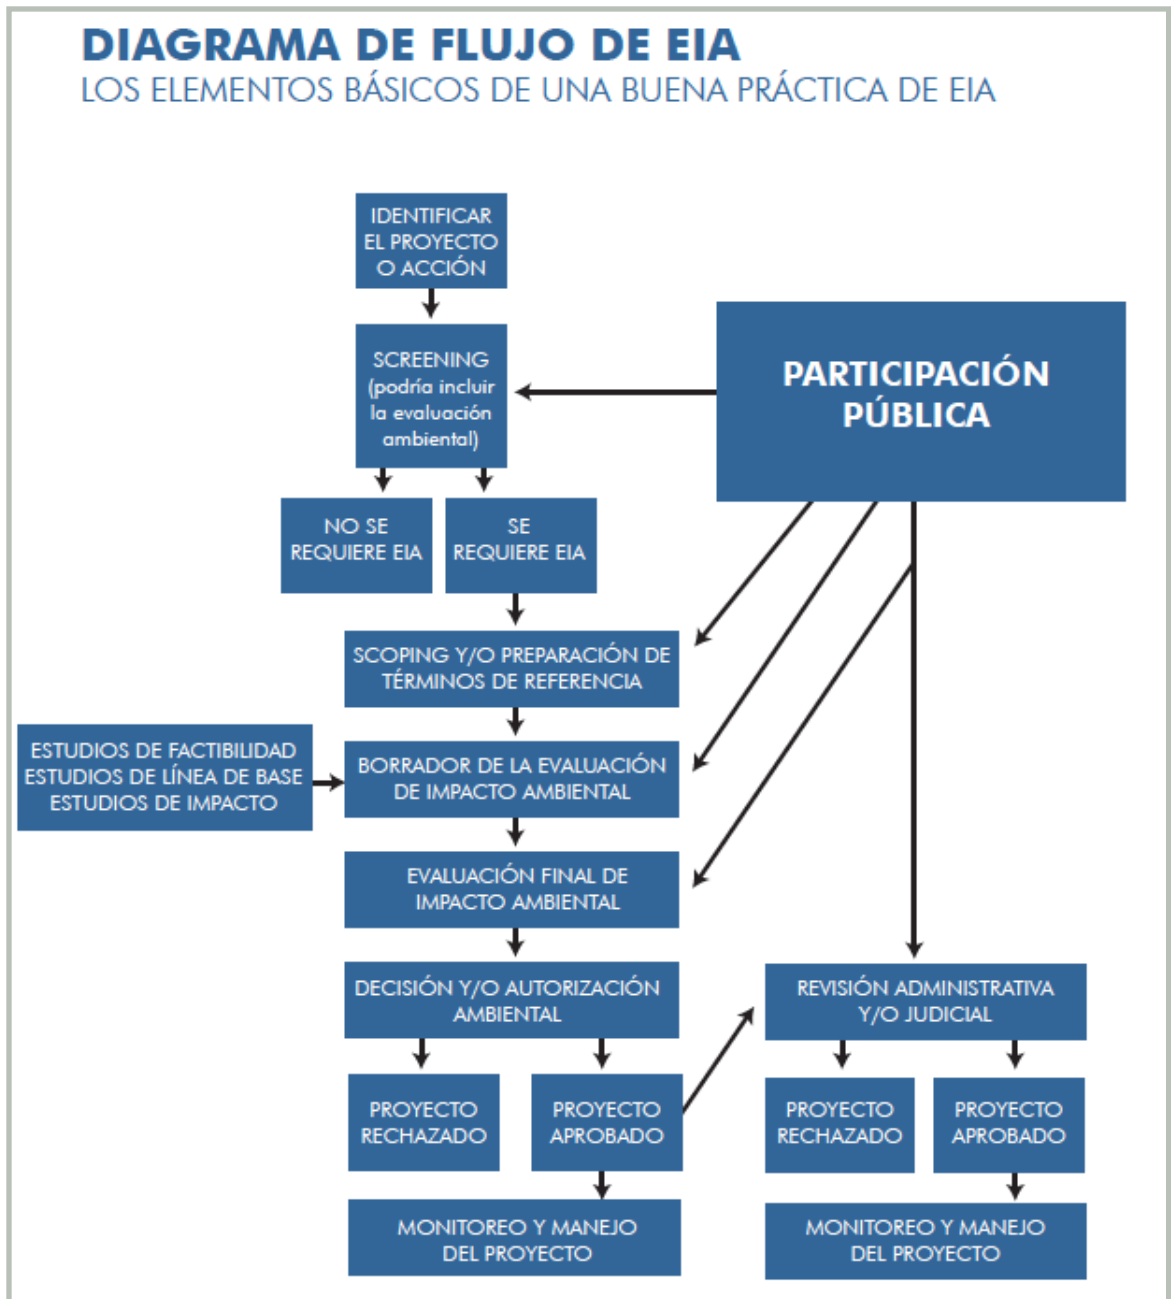 DIAGRAMA DE FLUJO DE EIA
LOS ELEMENTOS BÁSICOS DE UNA BUENA PRÁCTICA DE EIA
IDENTIFICAR
EL PROYECTO
O ACCIÓN
SCREENING
(podría incluir
la evaluación
ambiental)
PARTICIPACIÓN
PÚBLICA
NO SE
REQUIERE EIA
SE
REQUIERE EIA
SCOPING Y/O PREPARACIÓN DE
TÉRMINOS DE REFERENCIA
ESTUDIOS DE FACTIBILIDAD
ESTUDIOS DE LÍNEA DE BASE
ESTUDIOS DE IMPACTO
BORRADOR DE LA EVALUACIÓN
DE IMPACTO AMBIENTAL
EVALUACIÓN FINAL DE
IMPACTO AMBIENTAL
DECISIÓN Y/O AUTORIZACIÓN
AMBIENTAL
REVISIÓN ADMINISTRATIVA
Y/O JUDICIAL
PROYECTO
RECHAZADO
PROYECTO
APROBADO
PROYECTO
RECHAZADO
PROYECTO
APROBADO
MONITOREO Y MANEJO
DEL PROYECTO
MONITOREO Y MANEJO
DEL PROYECTO